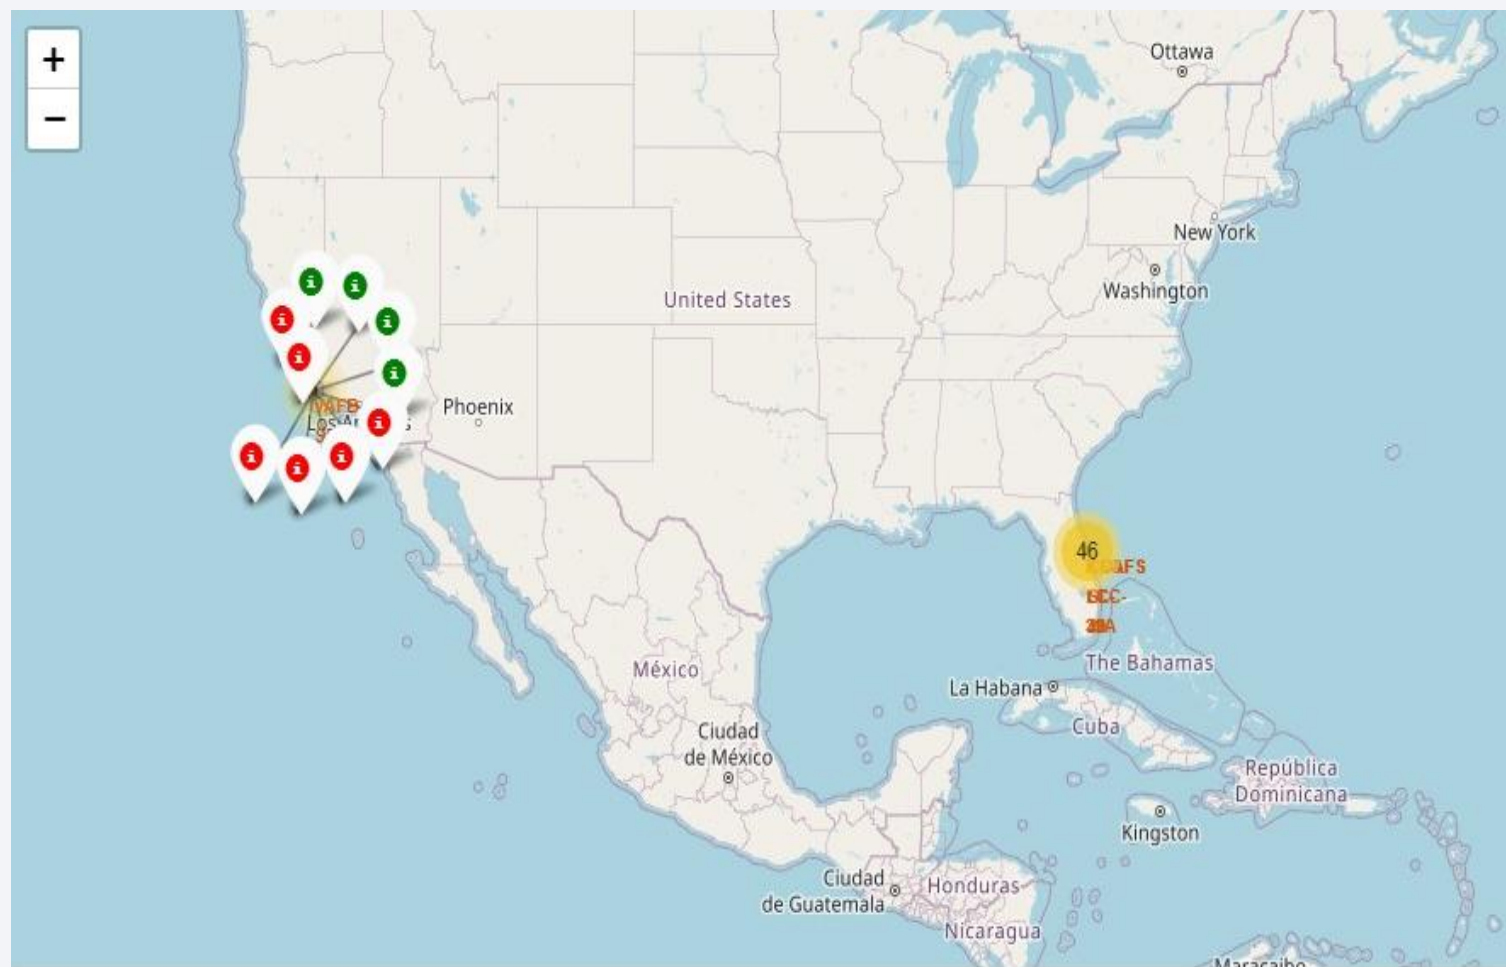 +
−
Ottawa
New York
Washington
United States
i
i
i
i
i
i
Phoenix
i
i
i
i
46
The Bahamas
La Habana
México
Cuba
Ciudad
de México
República
Dominicana
Kingston
Ciudad
de Guatemala
Honduras
Nicaragua
Maracaibo